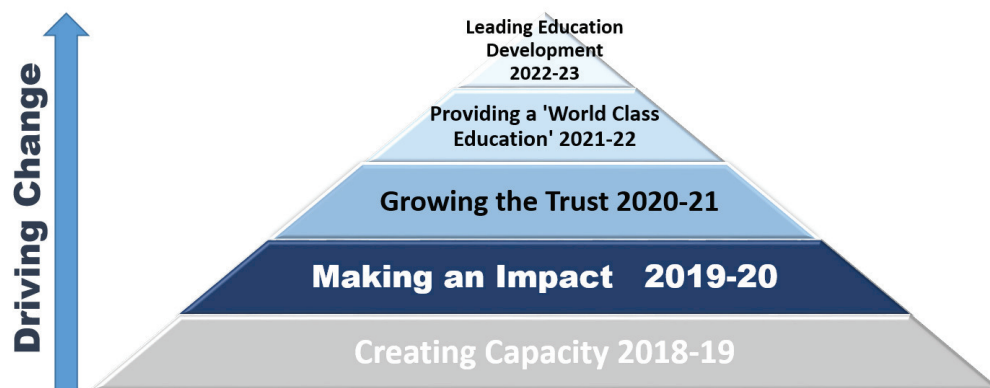 Driving Change
Leading Education
Development
2022-23
Providing a 'World Class
Education' 2021-22
Growing the Trust 2020-21
Making an Impact 2019-20
Creating Capacity 2018-19